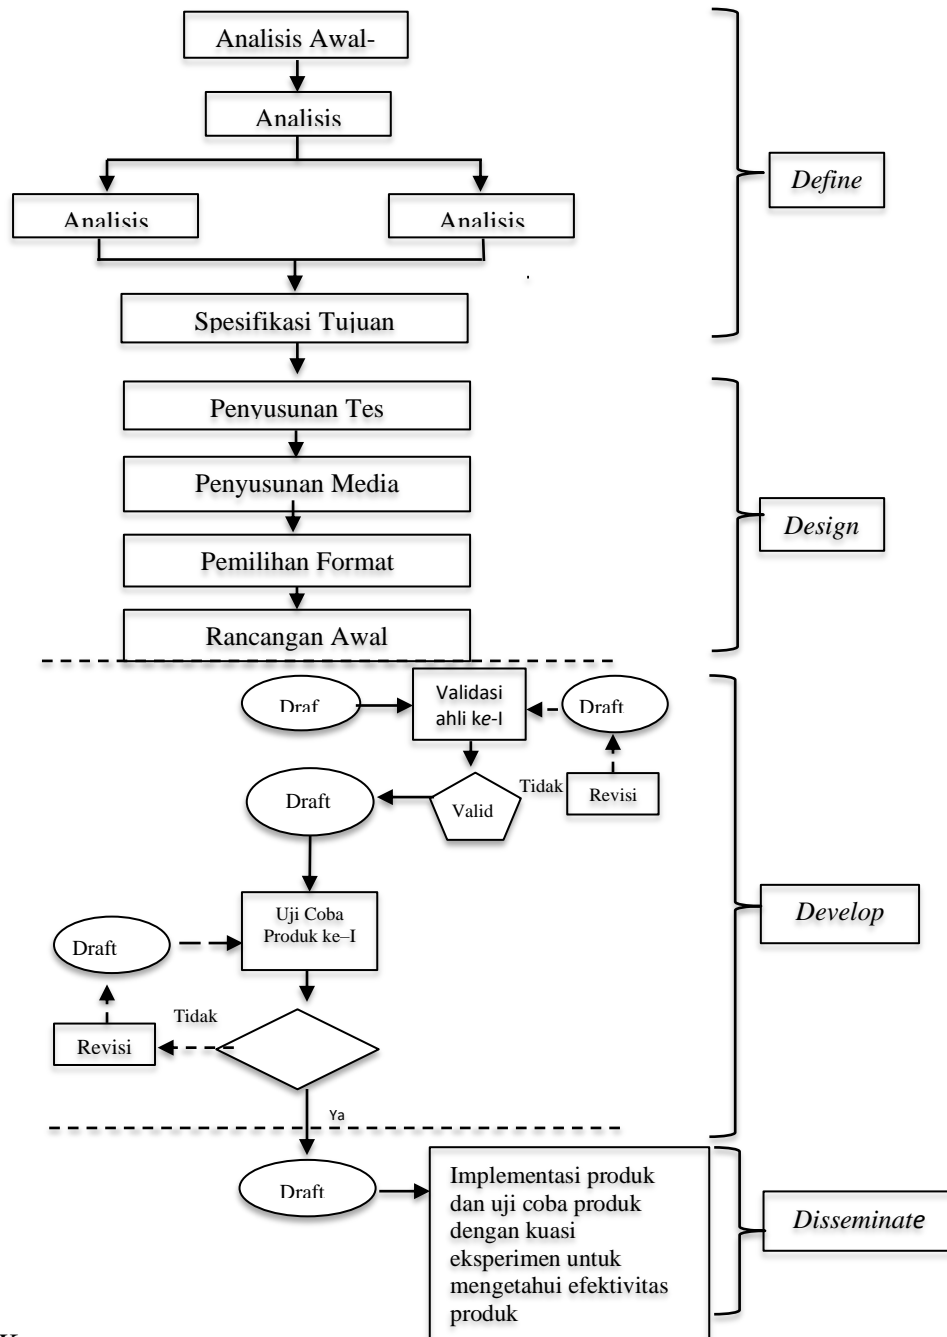 Analisis Awal-
Analisis
Define
Analisis
Analisis
Spesifikasi Tujuan
Penyusunan Tes
Penyusunan Media
Design
Pemilihan Format
Rancangan Awal
Draf
Validasi
ahli ke-I
Draft
Draft
Valid
Tidak
Revisi
Uji Coba
Produk ke–I
Develop
Draft
Tidak
Revisi
Ya
Draft
Implementasi produk
dan uji coba produk
dengan kuasi
eksperimen untuk
mengetahui efektivitas
produk
Disseminate